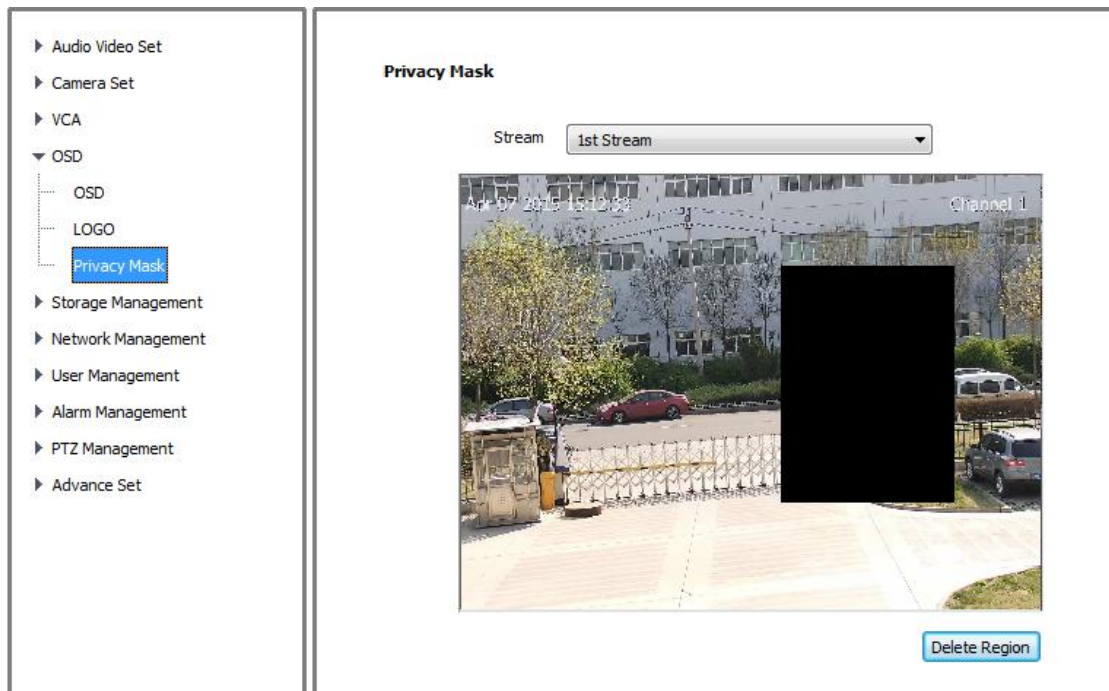 Audio Video Set
Camera Set
VCA
OSD
OSD
LOGO
Privacy Mask
Storage Management
Network Management
User Management
Alarm Management
PTZ Management
Advance Set
Privacy Mask
Stream
1st Stream
Apr 07 2015 15:12:33
Channel 1
Delete Region